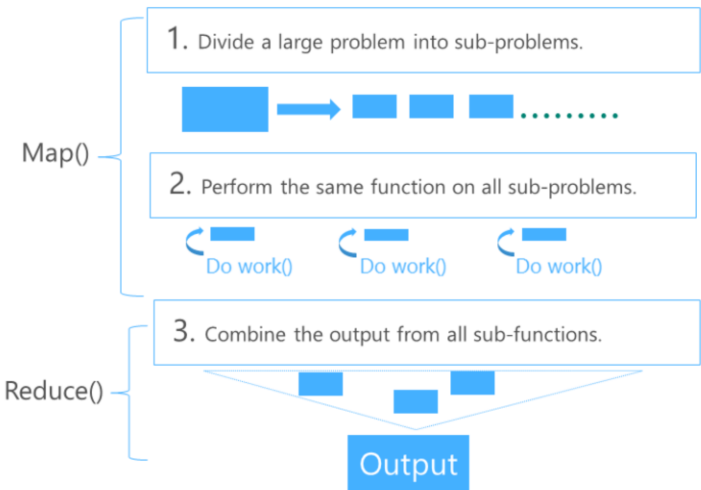 1. Divide a large problem into sub-problems.
Map()
2. Perform the same function on all sub-problems.
Do work() Do work() Do work()
3. Combine the output from all sub-functions.
Reduce()
Output